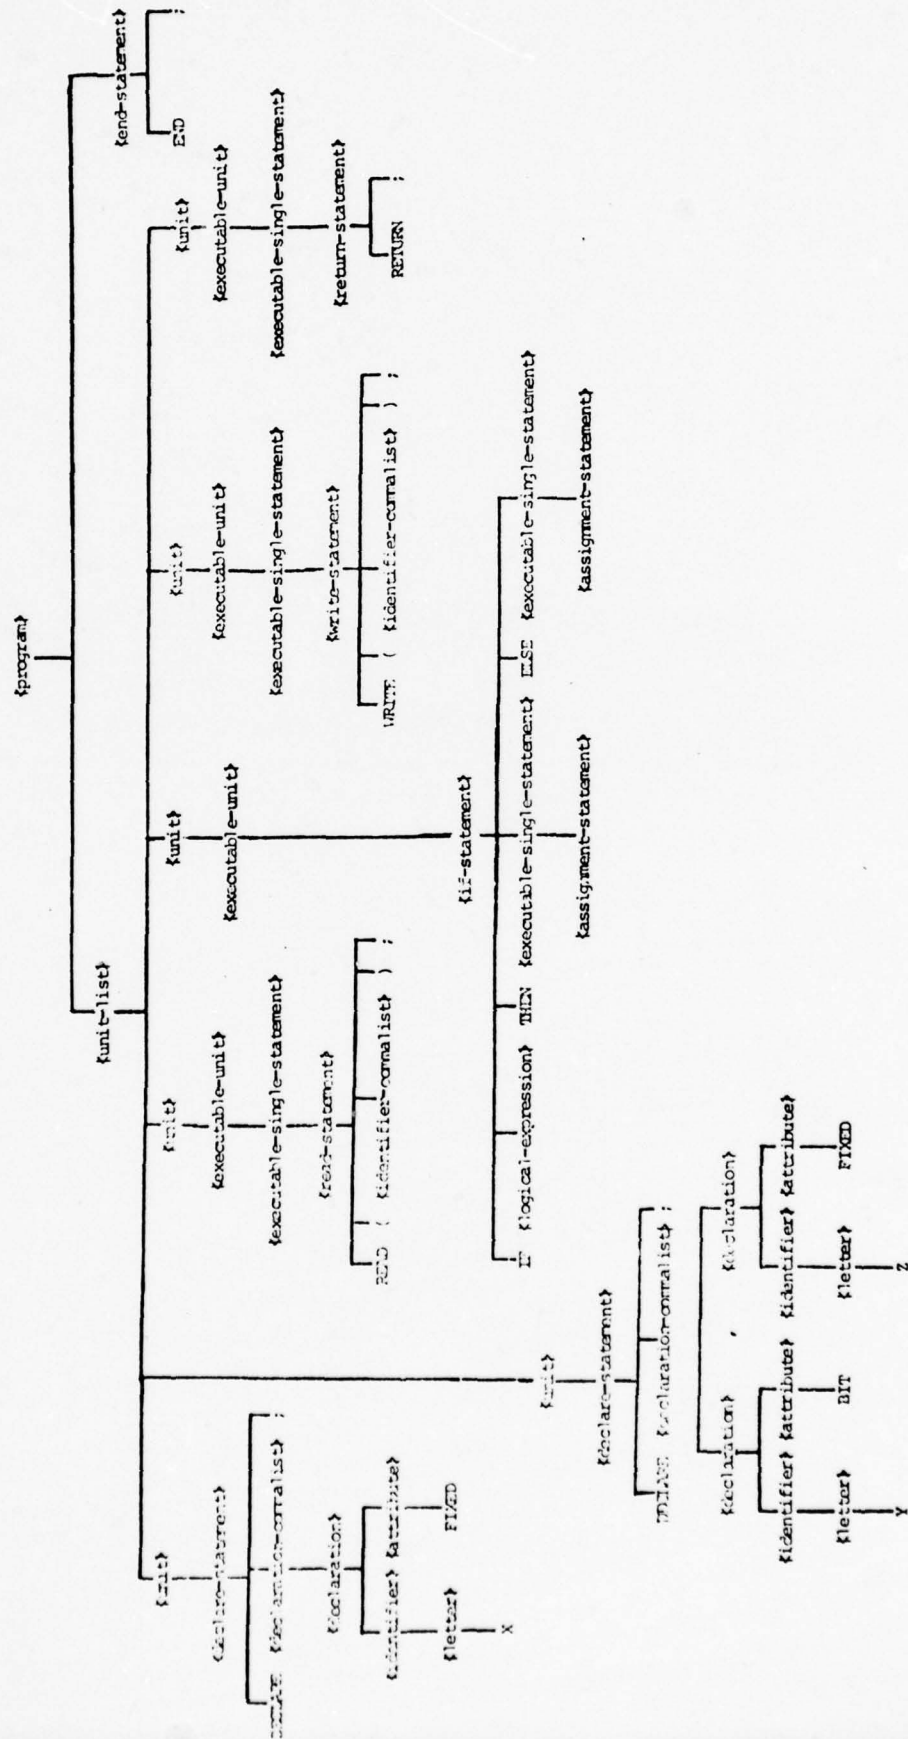 {program}
{unit-list} {end-statement}
END ;
{unit} {unit} {unit} {unit} {unit}
{declare-statement} {executable-unit} {executable-unit} {executable-unit} {executable-unit}
DECLARE {declaration-commalist} ; {executable-single-statement} {executable-single-statement} {executable-single-statement}
{declaration} {read-statement} {write-statement} {return-statement}
{identifier} {attribute} READ ( {identifier-commalist} ) ; WRITE ( {identifier-commalist} ) ; RETURN ;
{letter} FIXED
X
{if-statement}
IF {logical-expression} THEN {executable-single-statement} ELSE {executable-single-statement}
{assignment-statement} {assignment-statement}
{unit}
{declare-statement}
DECLARE {declaration-commalist} ;
{declaration} , {declaration}
{identifier} {attribute} {identifier} {attribute}
{letter} BIT {letter} FIXED
Y Z